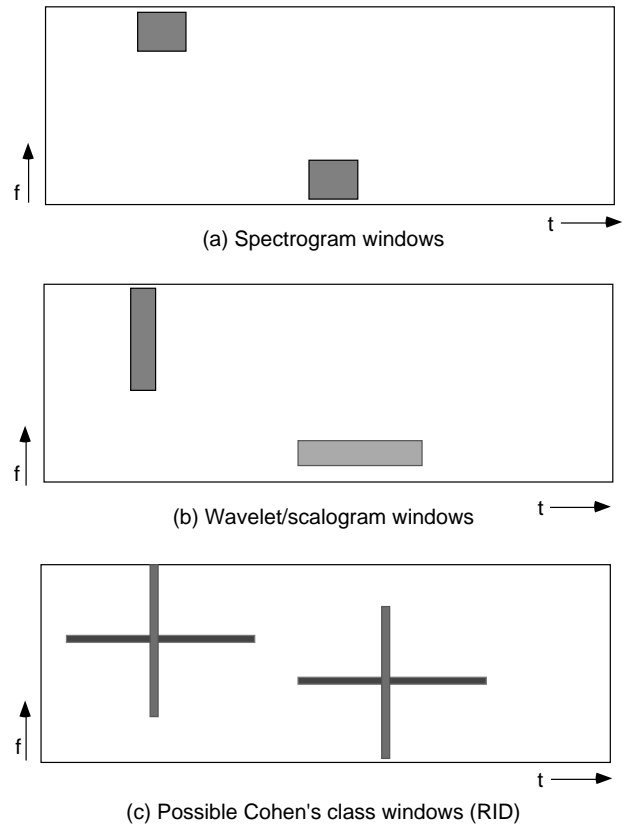 f
t
(a) Spectrogram windows
f
t
(b) Wavelet/scalogram windows
f
t
(c) Possible Cohen's class windows (RID)